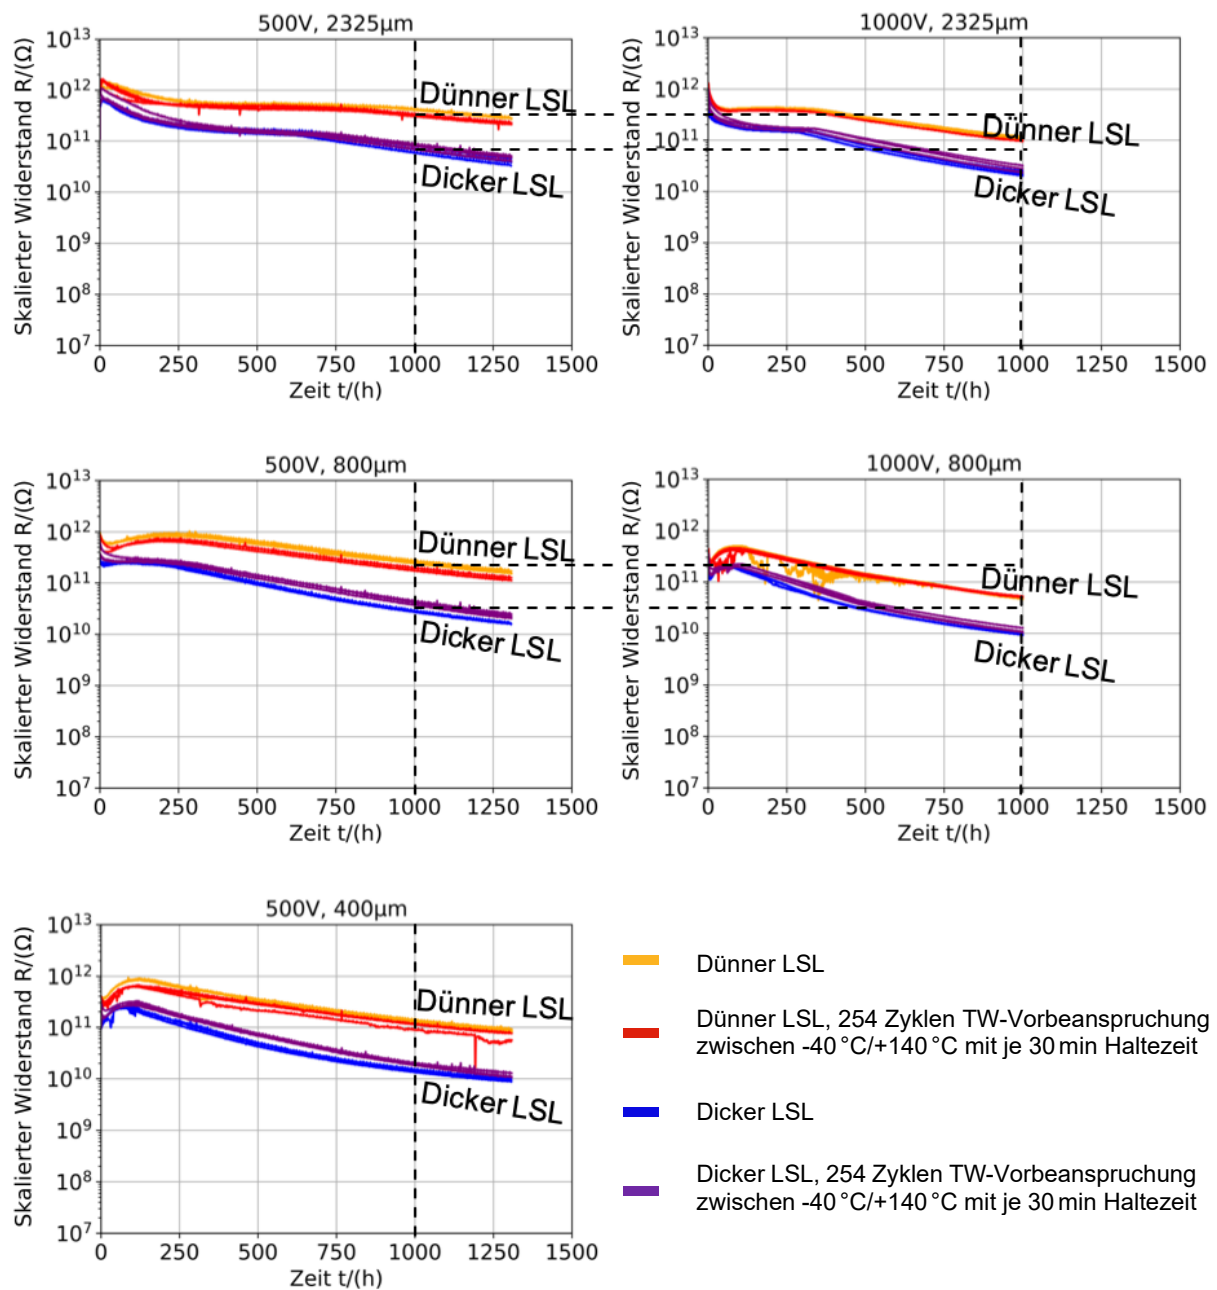 500V, 2325µm
Skalierter Widerstand R/(Ω)
10¹³
10¹²
10¹¹
10¹⁰
10⁹
10⁸
10⁷
Dünner LSL
Dicker LSL
0 250 500 750 1000 1250 1500
Zeit t/(h)
1000V, 2325µm
Skalierter Widerstand R/(Ω)
10¹³
10¹²
10¹¹
10¹⁰
10⁹
10⁸
10⁷
Dünner LSL
Dicker LSL
0 250 500 750 1000 1250 1500
Zeit t/(h)
500V, 800µm
Skalierter Widerstand R/(Ω)
10¹³
10¹²
10¹¹
10¹⁰
10⁹
10⁸
10⁷
Dünner LSL
Dicker LSL
0 250 500 750 1000 1250 1500
Zeit t/(h)
1000V, 800µm
Skalierter Widerstand R/(Ω)
10¹³
10¹²
10¹¹
10¹⁰
10⁹
10⁸
10⁷
Dünner LSL
Dicker LSL
0 250 500 750 1000 1250 1500
Zeit t/(h)
500V, 400µm
Skalierter Widerstand R/(Ω)
10¹³
10¹²
10¹¹
10¹⁰
10⁹
10⁸
10⁷
Dünner LSL
Dicker LSL
0 250 500 750 1000 1250 1500
Zeit t/(h)
Dünner LSL
Dünner LSL, 254 Zyklen TW-Vorbeanspruchung
zwischen -40 °C/+140 °C mit je 30 min Haltezeit
Dicker LSL
Dicker LSL, 254 Zyklen TW-Vorbeanspruchung
zwischen -40 °C/+140 °C mit je 30 min Haltezeit